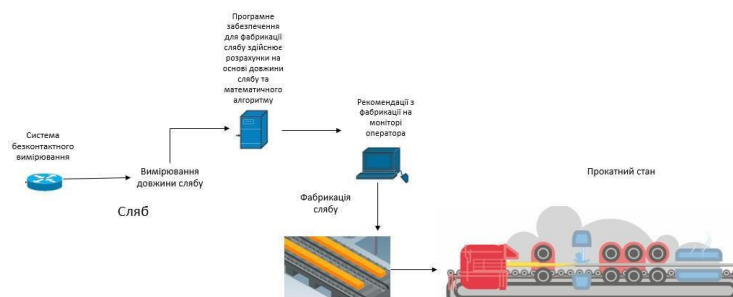 Програмне
забезпечення
для фабрикації
слябу здійснює
розрахунки на
основі довжини
слябу та
математичного
алгоритму
Рекомендації з
фабрикації на
моніторі
оператора
Система
безконтактного
вимірювання
Вимірювання
довжини слябу
Прокатний стан
Фабрикація
слябу
Сляб